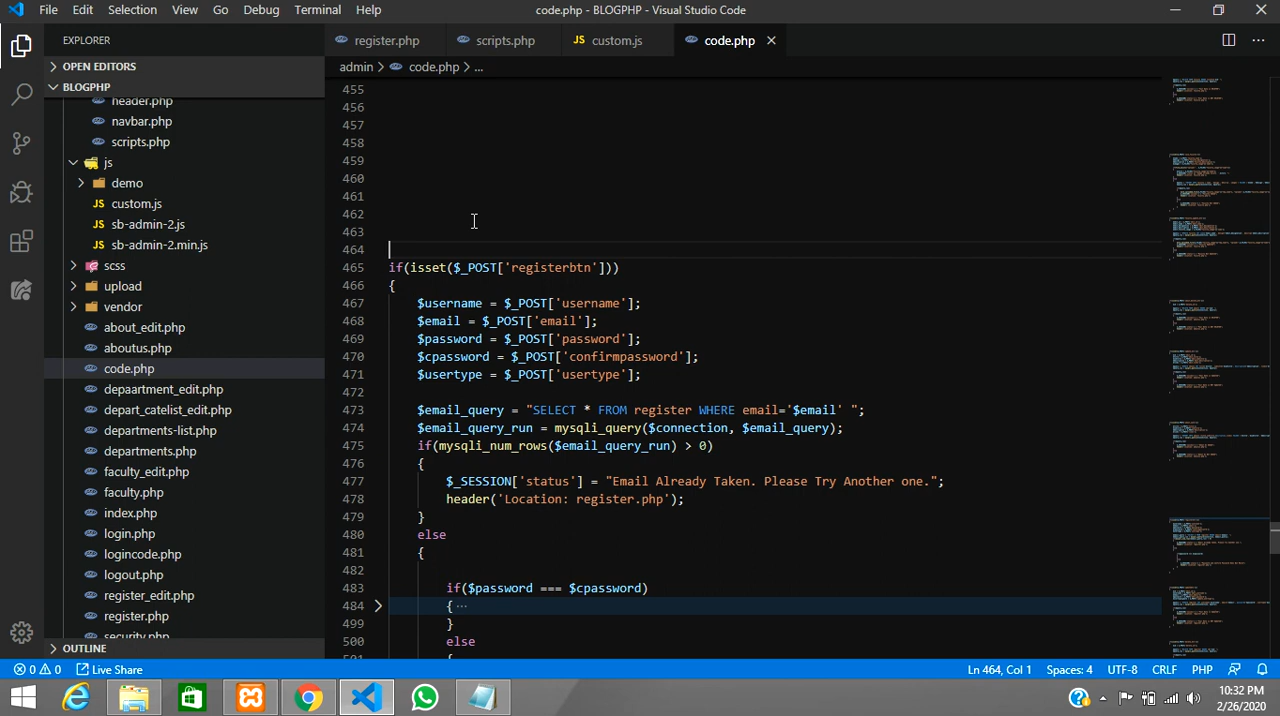 File Edit Selection View Go Debug Terminal Help code.php - BLOGPHP - Visual Studio Code
EXPLORER
OPEN EDITORS
BLOGPHP
header.php
navbar.php
scripts.php
js
demo
custom.js
sb-admin-2.js
sb-admin-2.min.js
scss
upload
vendor
about_edit.php
aboutus.php
code.php
depaartment_edit.php
depart_catlist_edit.php
departments-list.php
departments.php
faculty_edit.php
faculty.php
index.php
login.php
logincode.php
logout.php
register_edit.php
register.php
security.php
OUTLINE
register.php scripts.php JS custom.js code.php
admin > code.php > ...
455
456
457
458
459
460
461
462
463
464
465 if(isset($_POST['registerbtn']))
466 {
467 $username = $_POST['username'];
468 $email = $_POST['email'];
469 $password = $_POST['password'];
470 $cpassword = $_POST['confirmpassword'];
471 $usertype = $_POST['usertype'];
472
473 $email_query = "SELECT * FROM register WHERE email='$email' ";
474 $email_query_run = mysqli_query($connection, $email_query);
475 if(mysqli_num_rows($email_query_run) > 0)
476 {
477 $_SESSION['status'] = "Email Already Taken. Please Try Another one.";
478 header('Location: register.php');
479 }
480 else
481 {
482
483 if($password === $cpassword)
484 { ...
499 }
500 else
501 {
0 0 Live Share Ln 464, Col 1 Spaces: 4 UTF-8 CRLF PHP
10:32 PM
2/26/2020